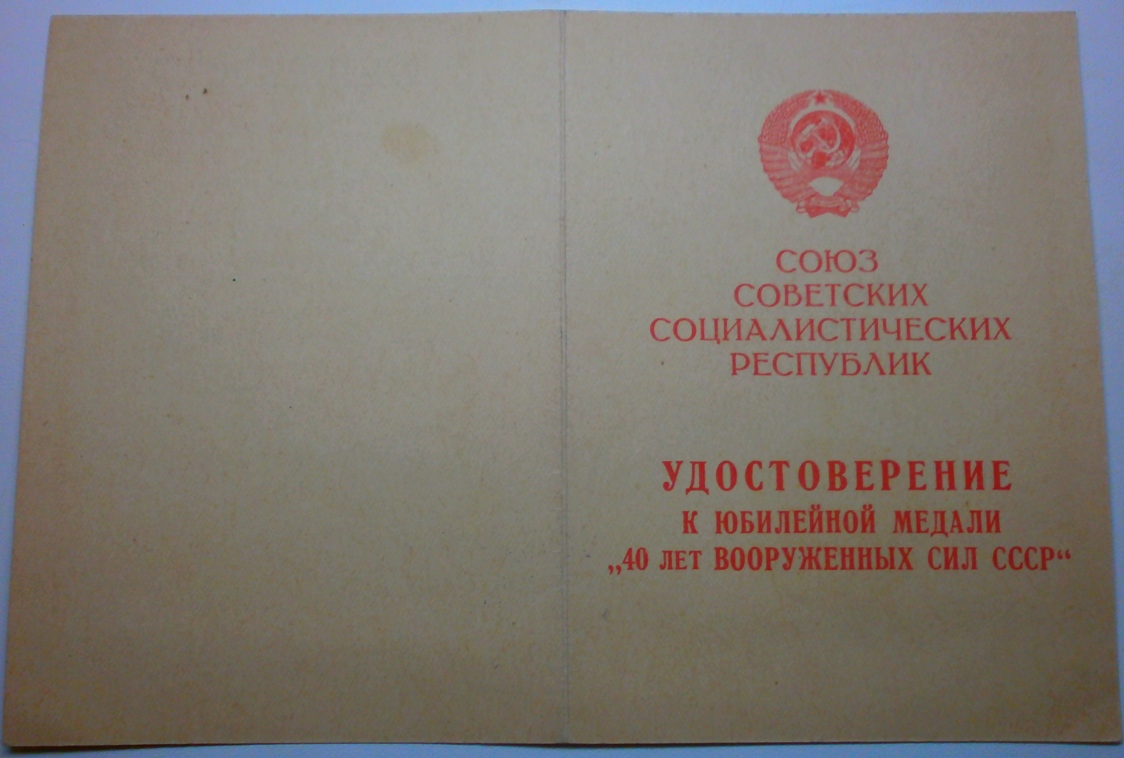 СОЮЗ
СОВЕТСКИХ
СОЦИАЛИСТИЧЕСКИХ
РЕСПУБЛИК
УДОСТОВЕРЕНИЕ
К ЮБИЛЕЙНОЙ МЕДАЛИ
„40 ЛЕТ ВООРУЖЕННЫХ СИЛ СССР“